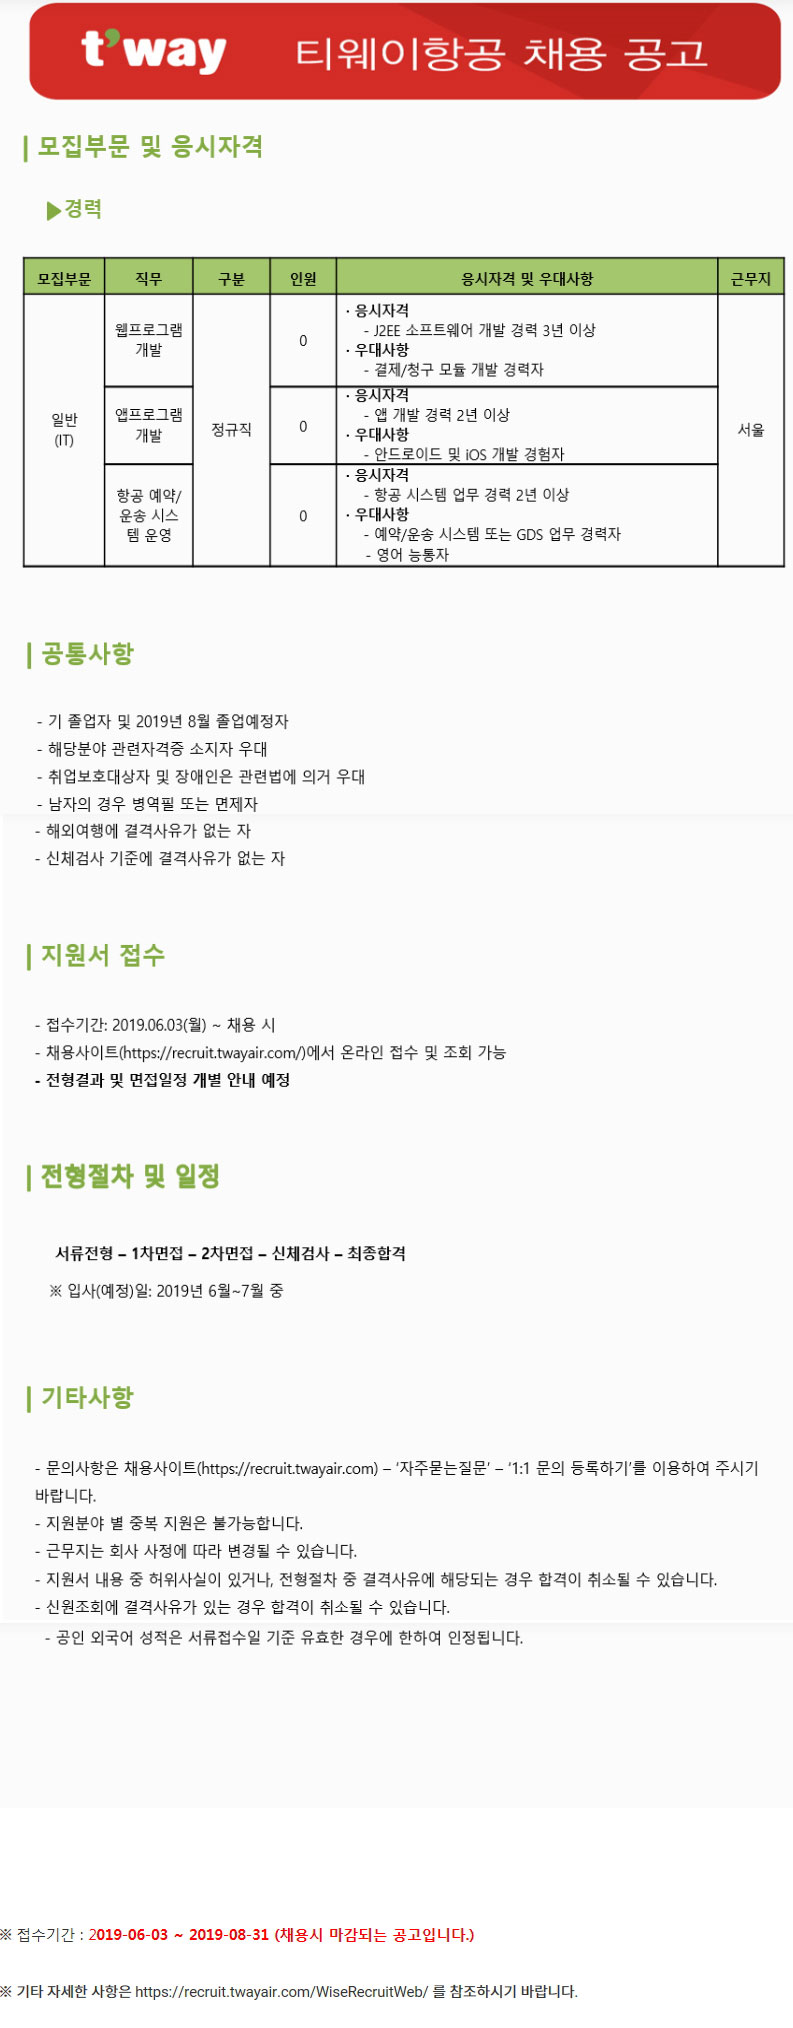 t'way 티웨이항공 채용 공고
| 모집부문 및 응시자격
▶경력
모집부문 직무 구분 인원 응시자격 및 우대사항 근무지
일반
(IT)
웹프로그램
개발
정규직
0
· 응시자격
- J2EE 소프트웨어 개발 경력 3년 이상
· 우대사항
- 결제/청구 모듈 개발 경력자
서울
앱프로그램
개발
0
· 응시자격
- 앱 개발 경력 2년 이상
· 우대사항
- 안드로이드 및 iOS 개발 경험자
항공 예약/
운송 시스
템 운영
0
· 응시자격
- 항공 시스템 업무 경력 2년 이상
· 우대사항
- 예약/운송 시스템 또는 GDS 업무 경력자
- 영어 능통자
| 공통사항
- 기 졸업자 및 2019년 8월 졸업예정자
- 해당분야 관련자격증 소지자 우대
- 취업보호대상자 및 장애인은 관련법에 의거 우대
- 남자의 경우 병역필 또는 면제자
- 해외여행에 결격사유가 없는 자
- 신체검사 기준에 결격사유가 없는 자
| 지원서 접수
- 접수기간: 2019.06.03(월) ~ 채용 시
- 채용사이트(https://recruit.twayair.com/)에서 온라인 접수 및 조회 가능
- 전형결과 및 면접일정 개별 안내 예정
| 전형절차 및 일정
서류전형 – 1차면접 – 2차면접 – 신체검사 – 최종합격
※ 입사(예정)일: 2019년 6월~7월 중
| 기타사항
- 문의사항은 채용사이트(https://recruit.twayair.com) – ‘자주묻는질문’ – ‘1:1 문의 등록하기’를 이용하여 주시기
바랍니다.
- 지원분야 별 중복 지원은 불가능합니다.
- 근무지는 회사 사정에 따라 변경될 수 있습니다.
- 지원서 내용 중 허위사실이 있거나, 전형절차 중 결격사유에 해당되는 경우 합격이 취소될 수 있습니다.
- 신원조회에 결격사유가 있는 경우 합격이 취소될 수 있습니다.
- 공인 외국어 성적은 서류접수일 기준 유효한 경우에 한하여 인정됩니다.
※ 접수기간 : 2019-06-03 ~ 2019-08-31 (채용시 마감되는 공고입니다.)
※ 기타 자세한 사항은 https://recruit.twayair.com/WiseRecruitWeb/ 를 참조하시기 바랍니다.